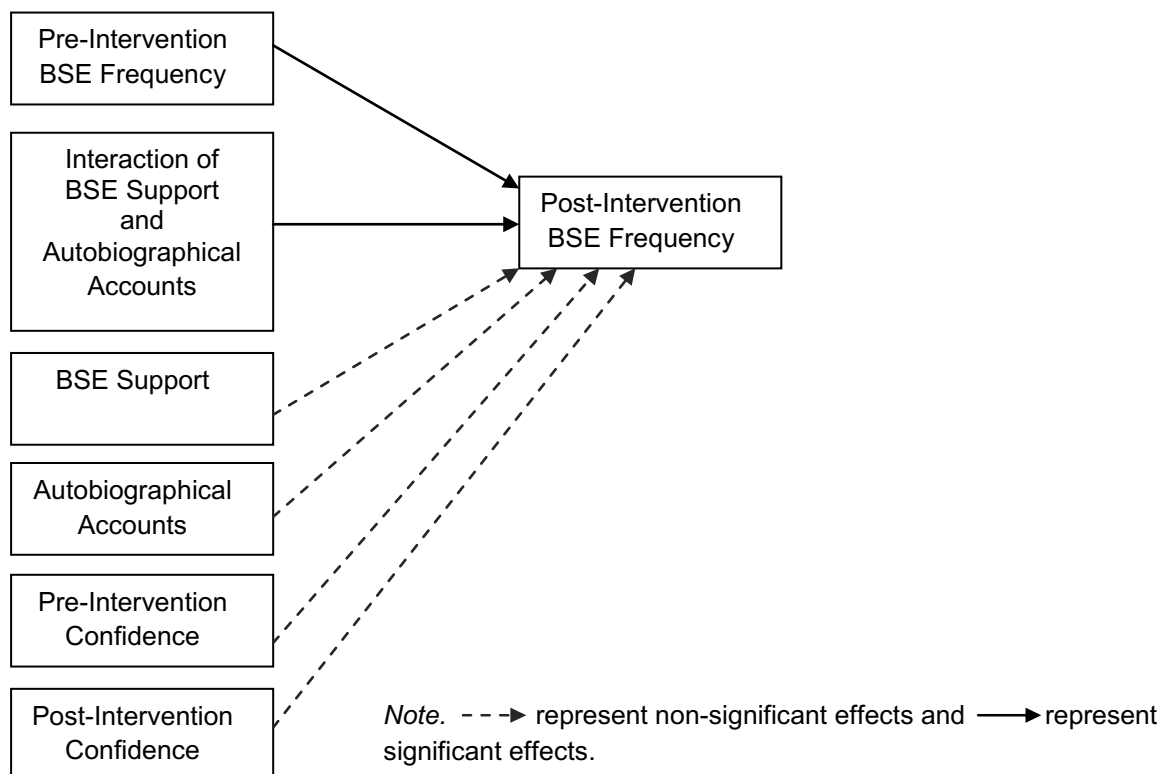 Pre-Intervention
BSE Frequency
Interaction of
BSE Support
and
Autobiographical
Accounts
Post-Intervention
BSE Frequency
BSE Support
Autobiographical
Accounts
Pre-Intervention
Confidence
Post-Intervention
Confidence
Note. represent non-significant effects and represent
significant effects.